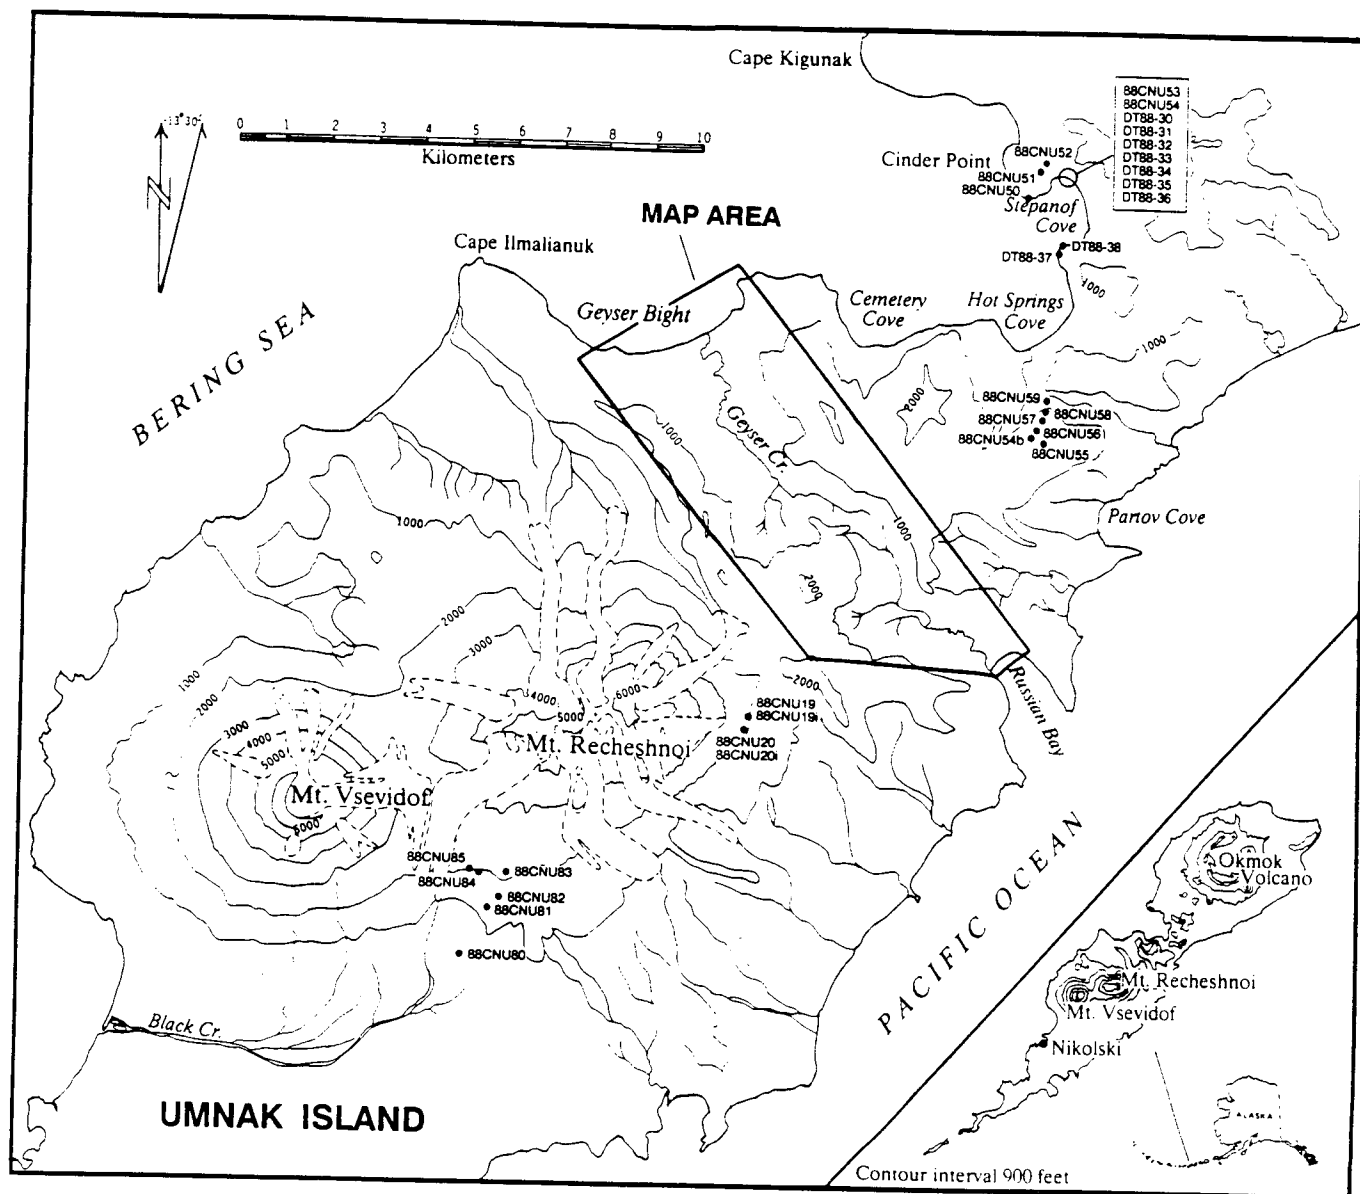 Cape Kigunak
13°30'
0 1 2 3 4 5 6 7 8 9 10
Kilometers
88CNU53
88CNU54
DT88-30
DT88-31
DT88-32
DT88-33
DT88-34
DT88-35
DT88-36
Cinder Point
88CNU52
88CNU51
88CNU50
Stepanof
Cove
MAP AREA
Cape Ilmalianuk
DT88-38
DT88-37
1000
Geyser Bight
Cemetery
Cove
Hot Springs
Cove
BERING SEA
1000
2000
1000
Geyser Cr.
88CNU59
88CNU58
88CNU57
88CNU56
88CNU54b
88CNU55
1000
1000
Partov Cove
2000
2000
3000
1000
2000
4000
6000
5000
2000
3000
4000
5000
88CNU19
88CNU19i
88CNU20
88CNU20i
Russian Bay
Mt. Recheshnoi
Mt. Vsevidof
5000
88CNU85
88CNU84
88CNU83
88CNU82
88CNU81
88CNU80
PACIFIC OCEAN
Okmok
Volcano
Mt. Recheshnoi
Mt. Vsevidof
Nikolski
Black Cr.
UMNAK ISLAND
ALASKA
Contour interval 900 feet